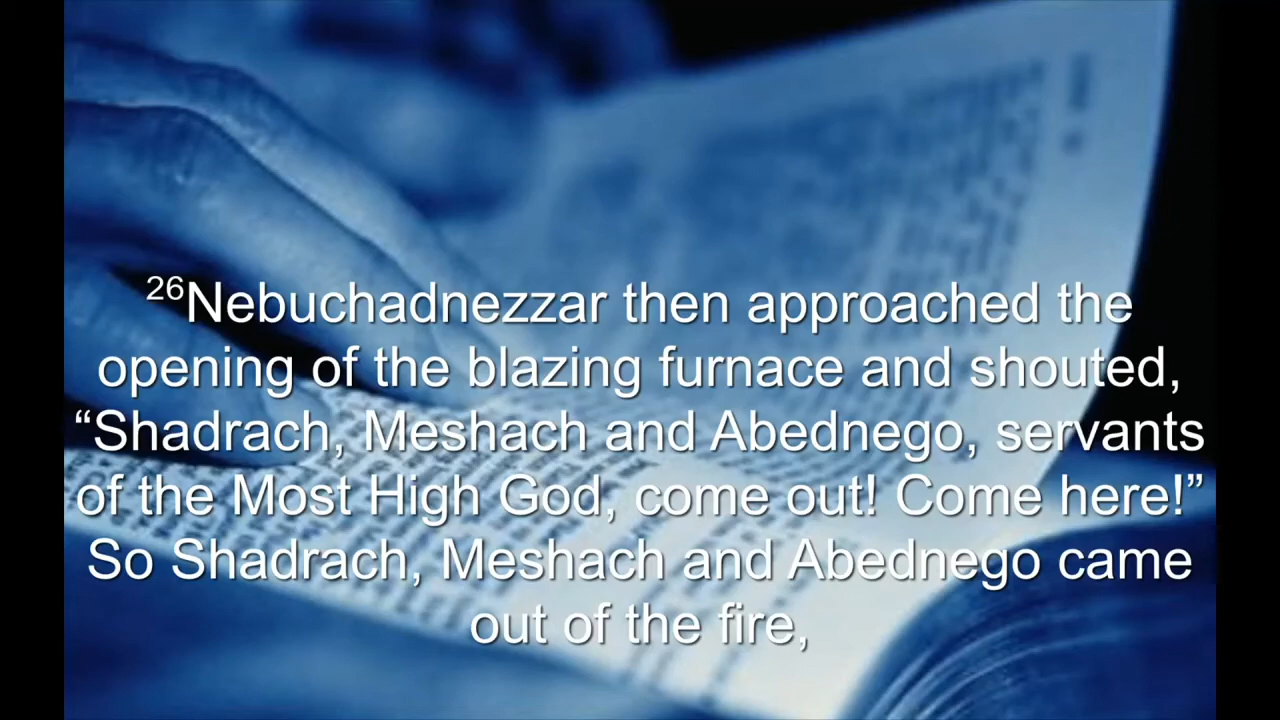 ²⁶Nebuchadnezzar then approached the
opening of the blazing furnace and shouted,
“Shadrach, Meshach and Abednego, servants
of the Most High God, come out! Come here!”
So Shadrach, Meshach and Abednego came
out of the fire,